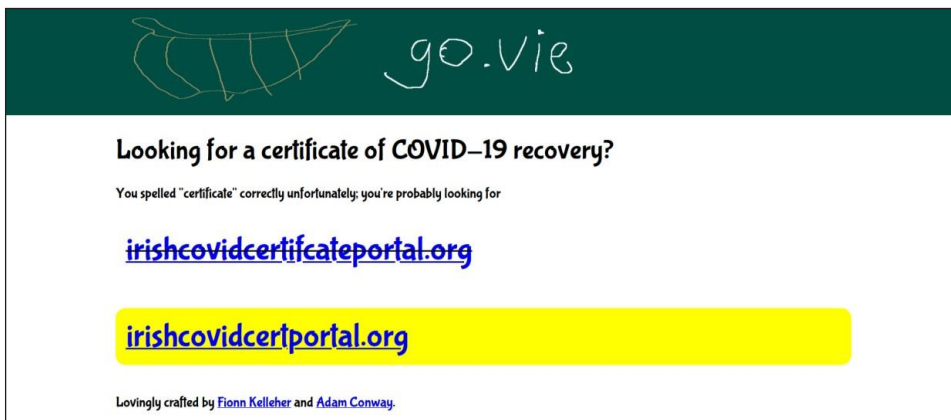 go.vie
Looking for a certificate of COVID-19 recovery?
You spelled "certificate" correctly unfortunately; you're probably looking for
irishcovidcertifcateportal.org
irishcovidcertportal.org
Lovingly crafted by Fionn Kelleher and Adam Conway.